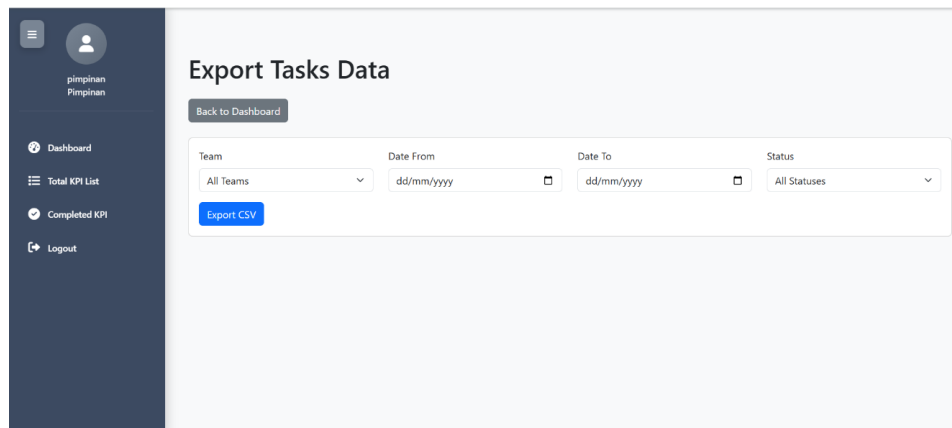 pimpinan
Pimpinan
Dashboard
Total KPI List
Completed KPI
Logout
Export Tasks Data
Back to Dashboard
Team Date From Date To Status
All Teams dd/mm/yyyy dd/mm/yyyy All Statuses
Export CSV